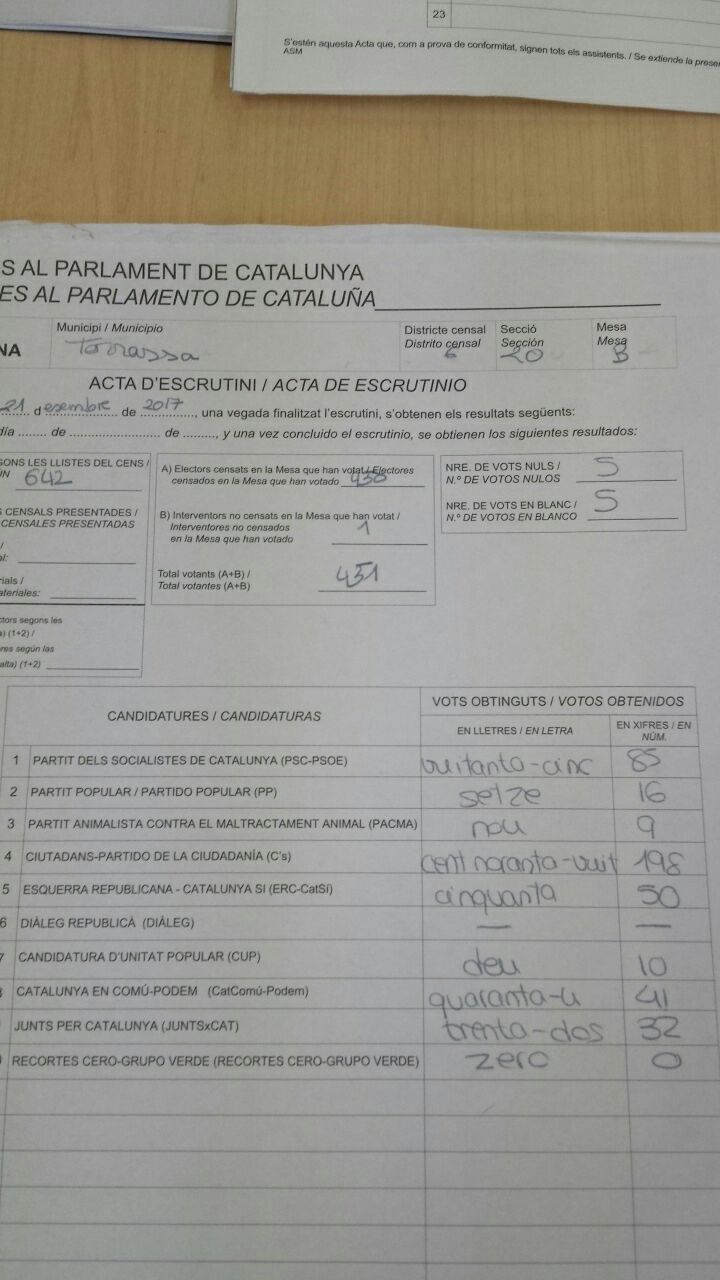 23
S'estén aquesta Acta que, com a prova de conformitat, signen tots els assistents. / Se extiende la prese
ASM
S AL PARLAMENT DE CATALUNYA
ES AL PARLAMENTO DE CATALUÑA
NA
Municipi / Municipio
Terrassa
Districte censal
Distrito censal
6
Secció
Sección
20
Mesa
Mesa
B
ACTA D'ESCRUTINI / ACTA DE ESCRUTINIO
21 desembre de 2017, una vegada finalitzat l'escrutini, s'obtenen els resultats següents:
día ........ de ........................ de ........, y una vez concluido el escrutinio, se obtienen los siguientes resultados:
GONS LES LLISTES DEL CENS /
ÚN 642
S CENSALS PRESENTADES /
CENSALES PRESENTADAS
/
al:
rials /
ateriales:
ctors segons les
a) (1+2) /
res según las
alta) (1+2)
A) Electors censats en la Mesa que han votat / Electores
censados en la Mesa que han votado
B) Interventors no censats en la Mesa que han votat /
Interventores no censados
en la Mesa que han votado
1
Total votants (A+B) /
Total votantes (A+B)
451
NRE. DE VOTS NULS /
N.º DE VOTOS NULOS
5
NRE. DE VOTS EN BLANC /
N.º DE VOTOS EN BLANCO
5
CANDIDATURES / CANDIDATURAS
VOTS OBTINGUTS / VOTOS OBTENIDOS
EN LLETRES / EN LETRA
EN XIFRES / EN
NÚM.
1 PARTIT DELS SOCIALISTES DE CATALUNYA (PSC-PSOE) vuitanta-cinc 85
2 PARTIT POPULAR / PARTIDO POPULAR (PP) setze 16
3 PARTIT ANIMALISTA CONTRA EL MALTRACTAMENT ANIMAL (PACMA) nou 9
4 CIUTADANS-PARTIDO DE LA CIUDADANÍA (C's) cent noranta-vuit 198
5 ESQUERRA REPUBLICANA - CATALUNYA SI (ERC-CatSí) cinquanta 50
6 DIÀLEG REPUBLICÀ (DIÀLEG) — —
7 CANDIDATURA D'UNITAT POPULAR (CUP) deu 10
CATALUNYA EN COMÚ-PODEM (CatComú-Podem) quaranta-u 41
JUNTS PER CATALUNYA (JUNTSxCAT) trenta-dos 32
RECORTES CERO-GRUPO VERDE (RECORTES CERO-GRUPO VERDE) zero 0